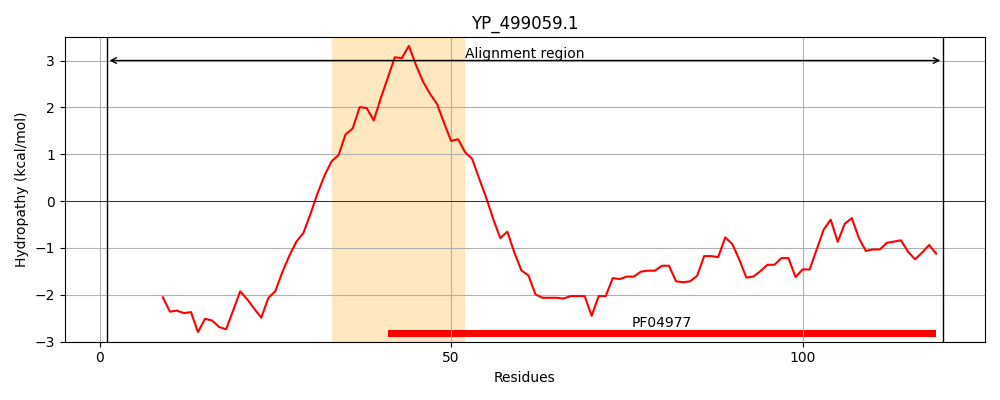 YP_499059.1
Alignment region
Hydropathy (kcal/mol)
3
2
1
0
−1
−2
−3
PF04977
0
50
100
Residues